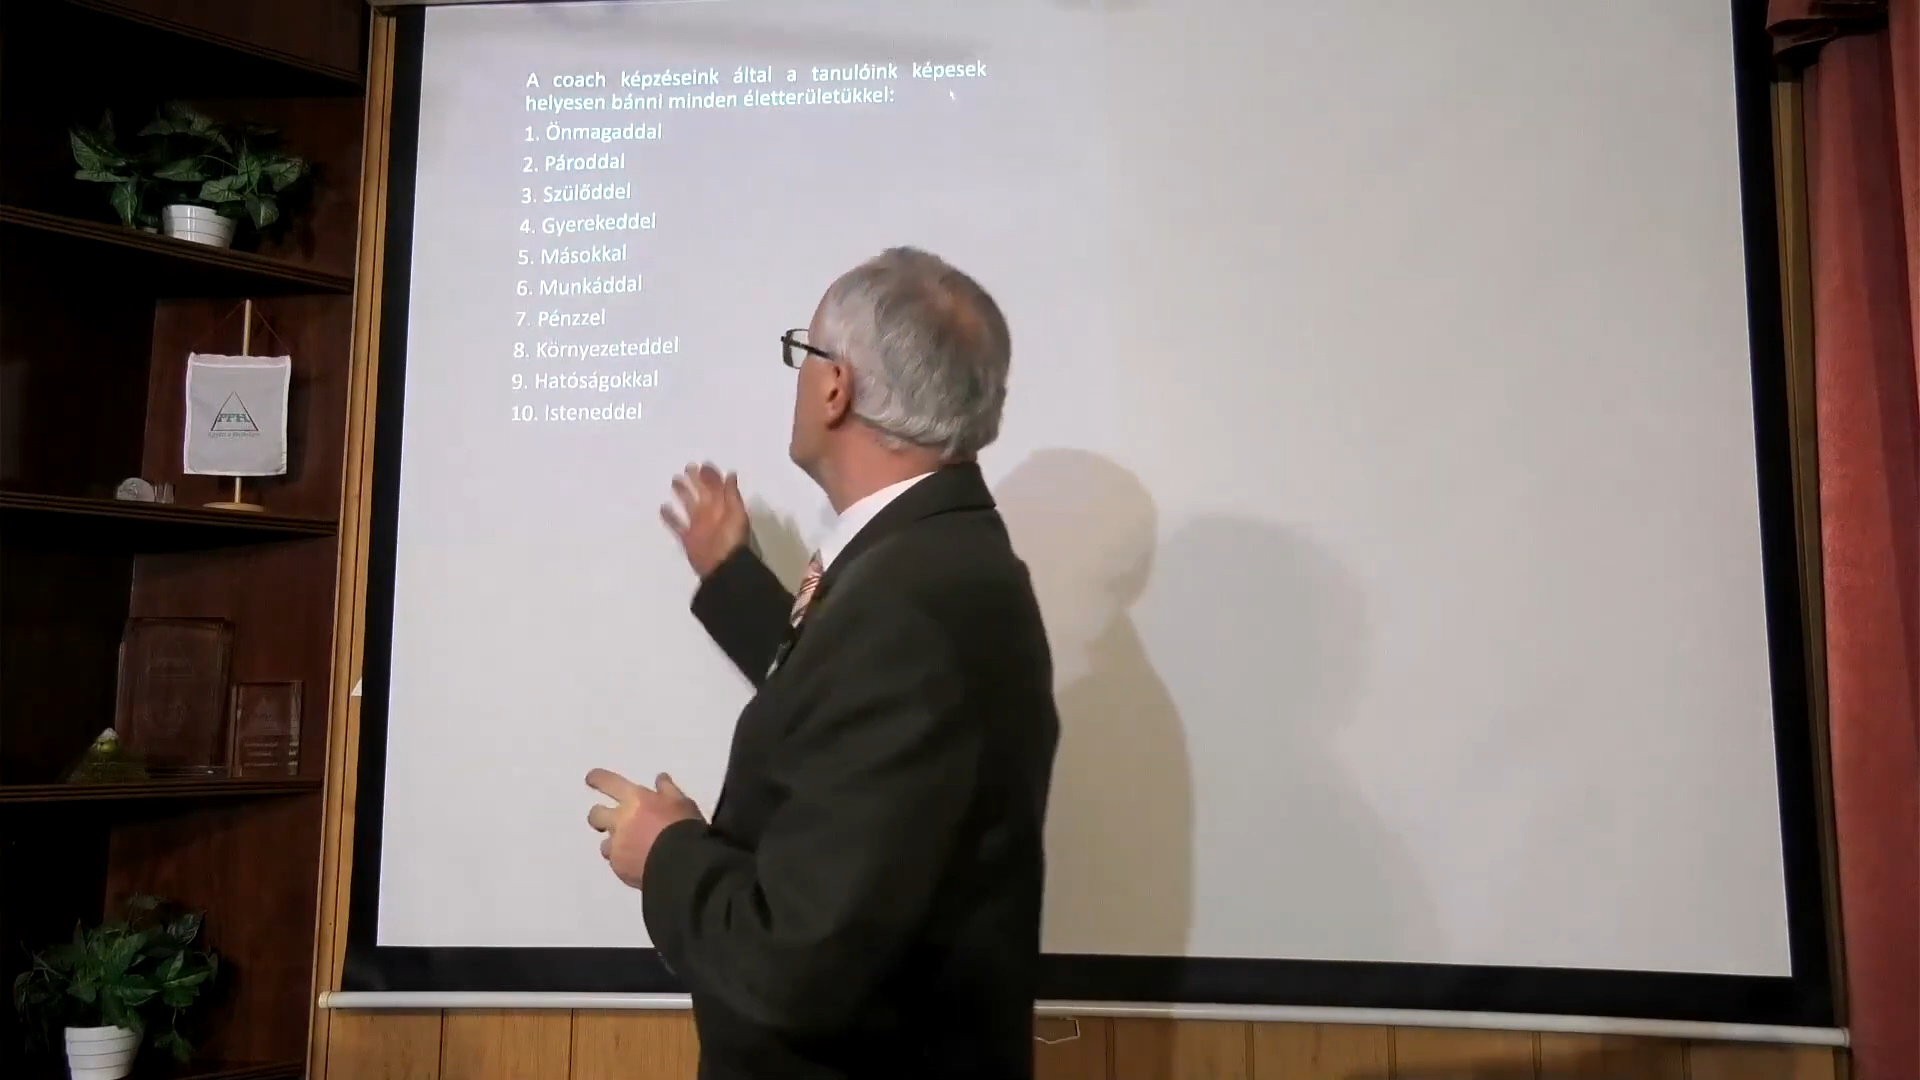 A coach képzéseink által a tanulóink képesek
helyesen bánni minden életterületükkel:
1. Önmagaddal
2. Pároddal
3. Szülőddel
4. Gyerekeddel
5. Másokkal
6. Munkáddal
7. Pénzzel
8. Környezeteddel
9. Hatóságokkal
10. Isteneddel